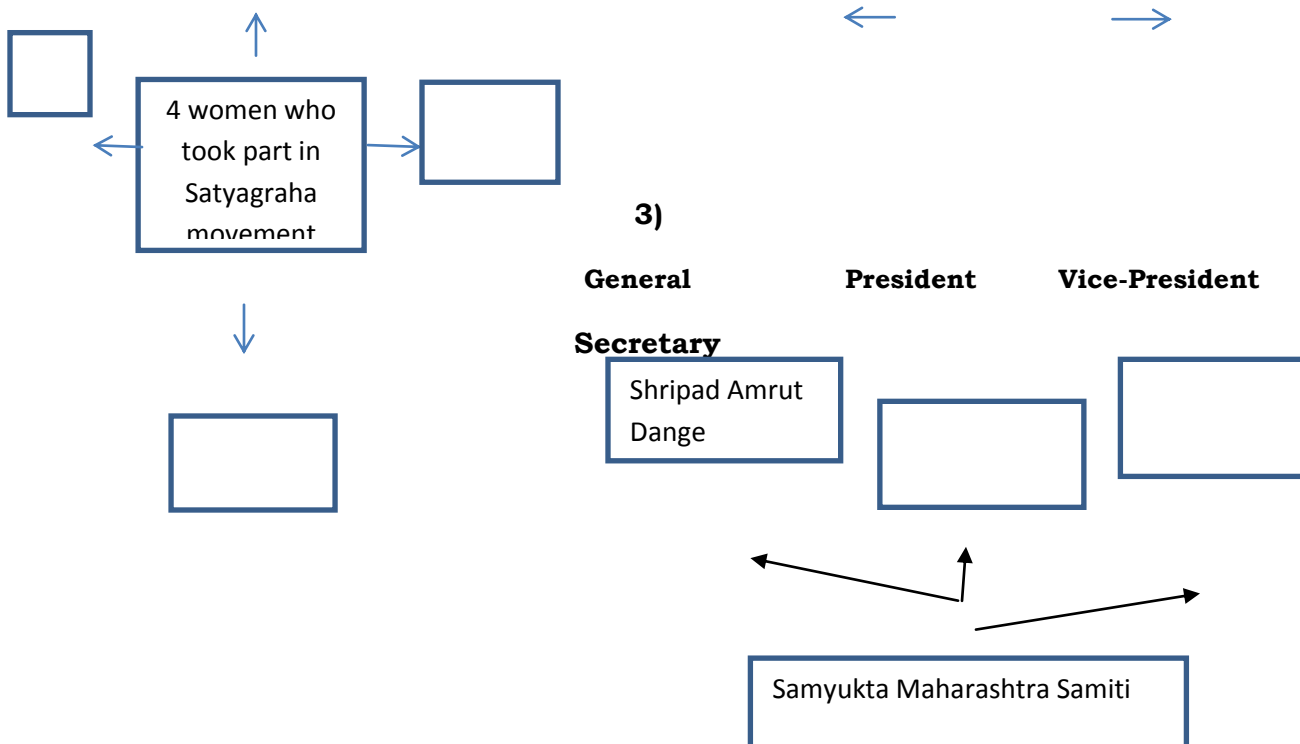 4 women who
took part in
Satyagraha
movement
3)
General President Vice-President
Secretary
Shripad Amrut
Dange
Samyukta Maharashtra Samiti